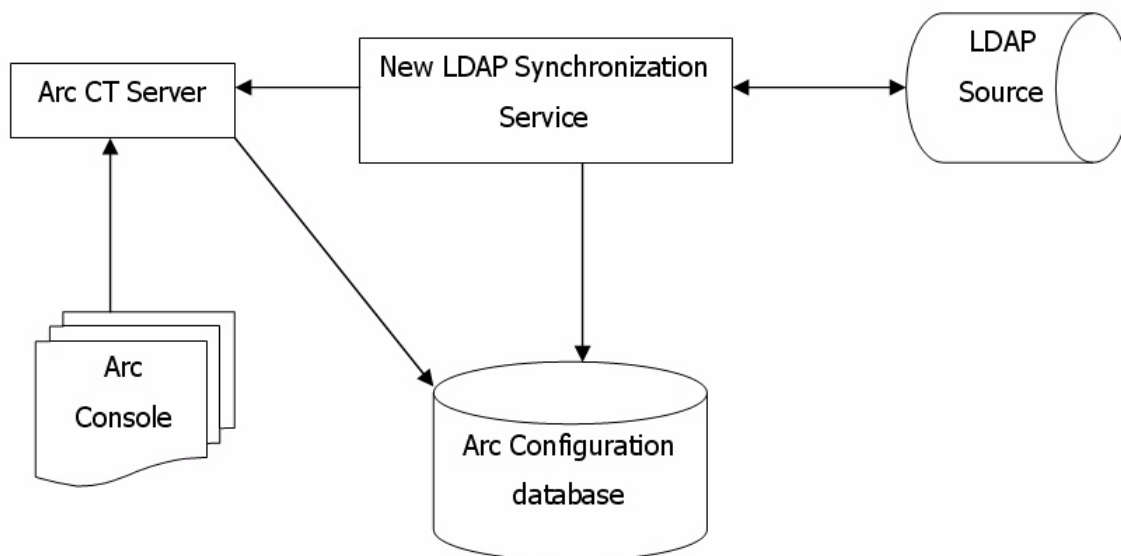 Arc CT Server
New LDAP Synchronization
Service
LDAP
Source
Arc
Console
Arc Configuration
database